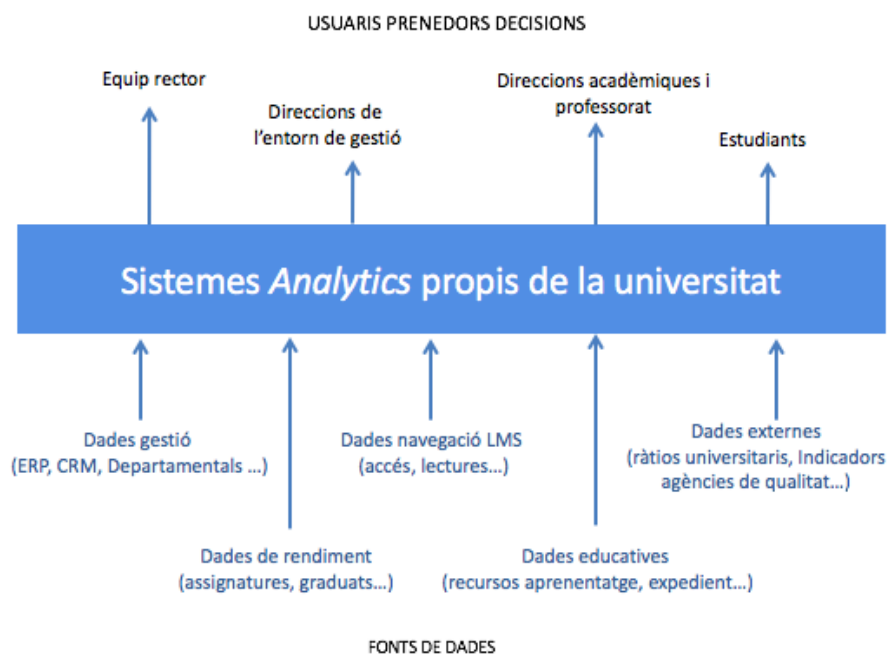 USUARIS PRENEDORS DECISIONS
Equip rector
Direccions de
l'entorn de gestió
Direccions acadèmiques i
professorat
Estudiants
Sistemes Analytics propis de la universitat
Dades gestió
(ERP, CRM, Departamentals ...)
Dades navegació LMS
(accés, lectures...)
Dades externes
(ràtios universitaris, Indicadors
agències de qualitat...)
Dades de rendiment
(assignatures, graduats...)
Dades educatives
(recursos aprenentatge, expedient...)
FONTS DE DADES